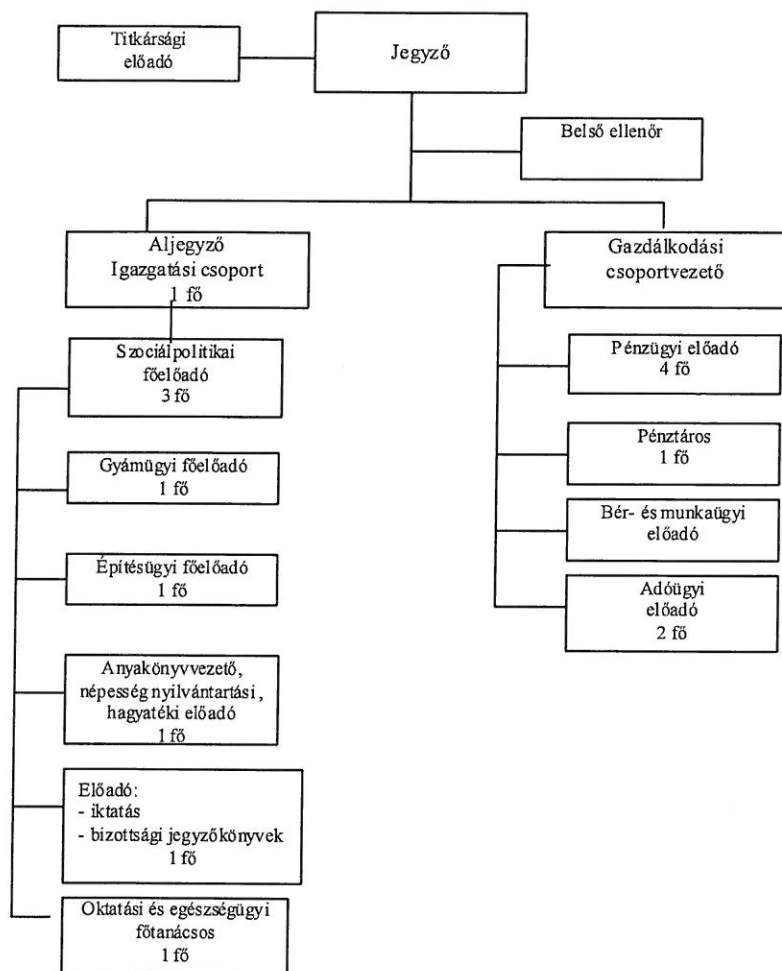 Titkársági
előadó
Jegyző
Belső ellenőr
Aljegyző
Igazgatási csoport
1 fő
Gazdálkodási
csoportvezető
Szociálpolitikai
főelőadó
3 fő
Gyámügyi főelőadó
1 fő
Építésügyi főelőadó
1 fő
Anyakönyvvezető,
népesség nyilvántartási,
hagyatéki előadó
1 fő
Előadó:
- iktatás
- bizottsági jegyzőkönyvek
1 fő
Oktatási és egészségügyi
főtanácsos
1 fő
Pénzügyi előadó
4 fő
Pénztáros
1 fő
Bér- és munkaügyi
előadó
Adóügyi
előadó
2 fő